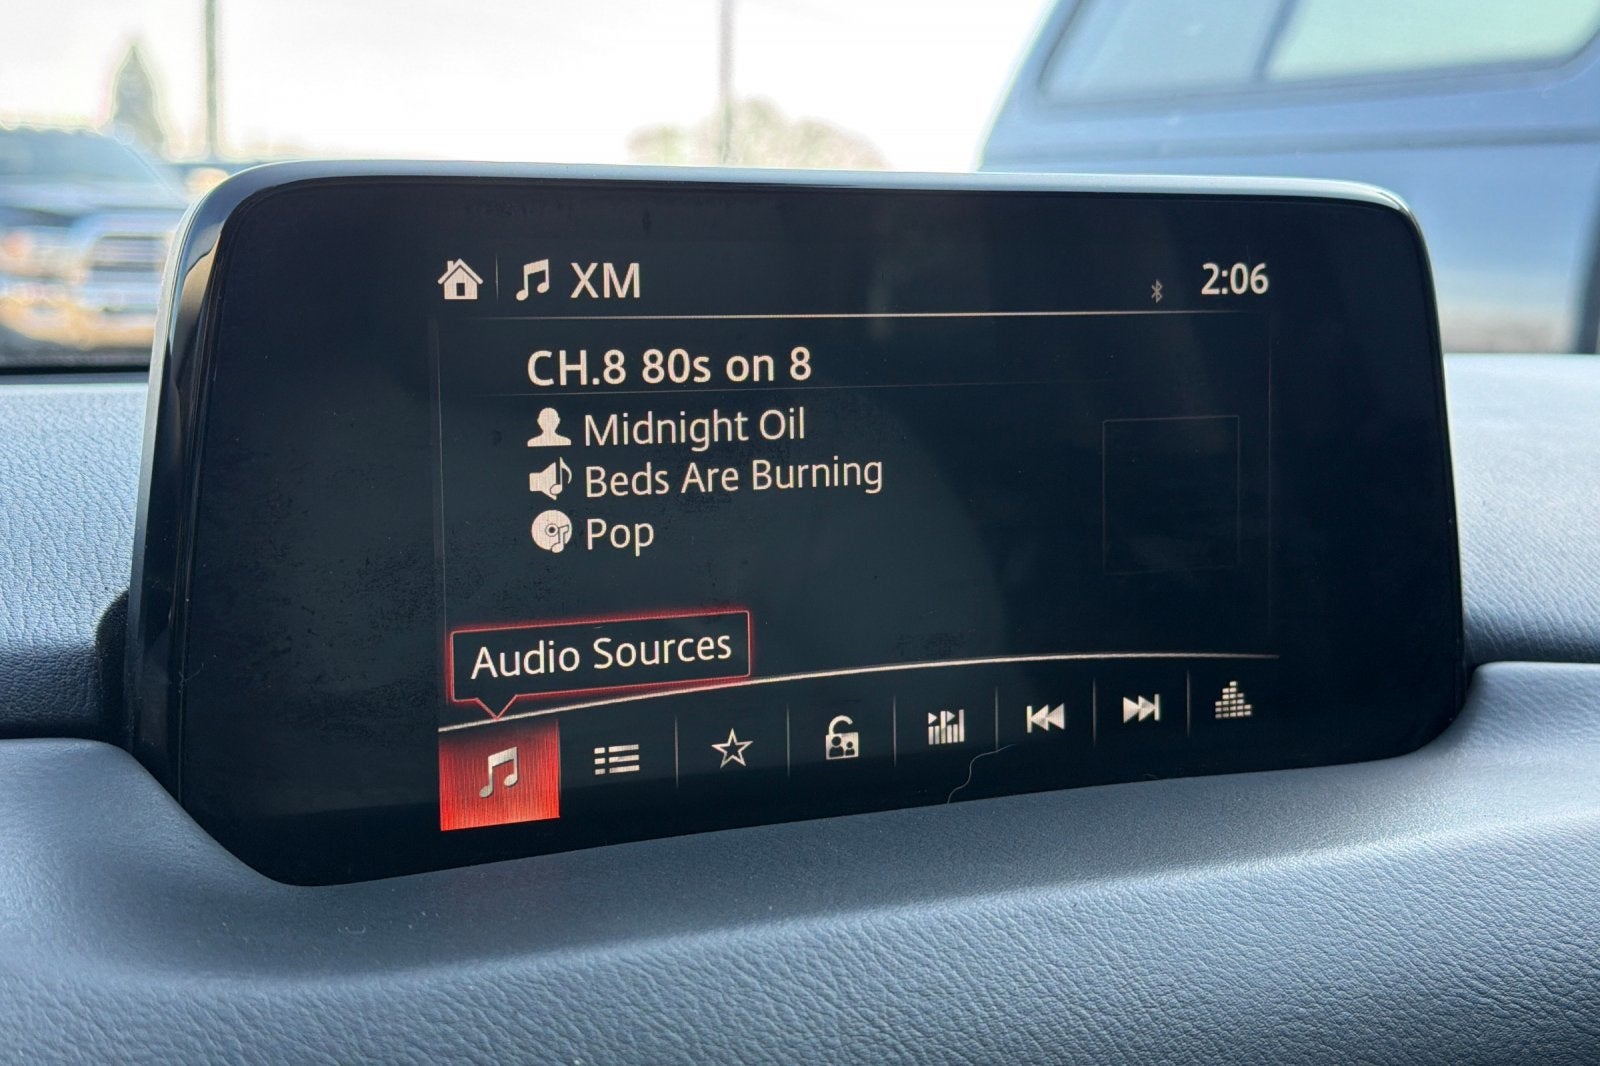 XM
2:06
CH.8 80s on 8
Midnight Oil
Beds Are Burning
Pop
Audio Sources